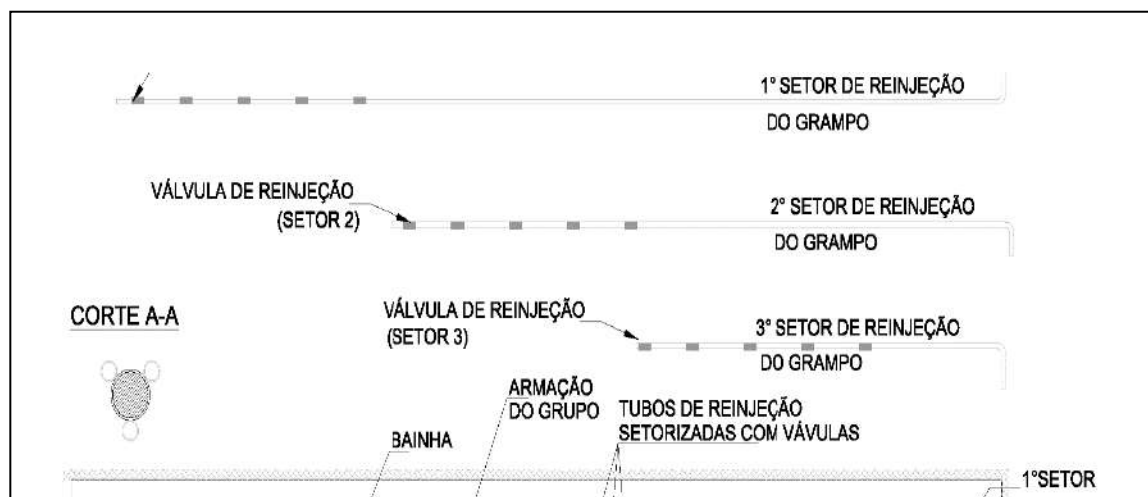 1° SETOR DE REINJEÇÃO
DO GRAMPO
VÁLVULA DE REINJEÇÃO
(SETOR 2)
2° SETOR DE REINJEÇÃO
DO GRAMPO
CORTE A-A
VÁLVULA DE REINJEÇÃO
(SETOR 3)
3° SETOR DE REINJEÇÃO
DO GRAMPO
ARMAÇÃO
DO GRUPO
TUBOS DE REINJEÇÃO
SETORIZADAS COM VÁVULAS
BAINHA
1°SETOR